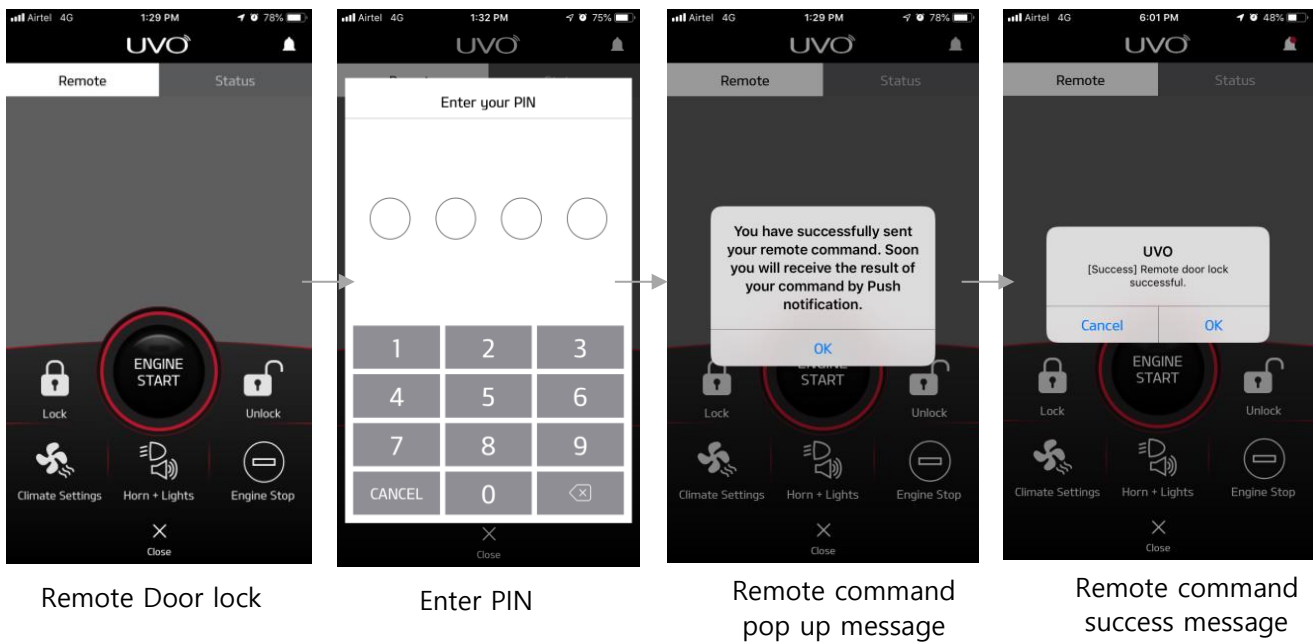 Airtel 4G 1:29 PM 78%
UVO
Remote Status
ENGINE
START
Lock Unlock
Climate Settings Horn + Lights Engine Stop
Close
Remote Door lock
Airtel 4G 1:32 PM 75%
UVO
Enter your PIN
1 2 3
4 5 6
7 8 9
CANCEL 0
Close
Enter PIN
Airtel 4G 1:29 PM 78%
UVO
Remote Status
You have successfully sent
your remote command. Soon
you will receive the result of
your command by Push
notification.
OK
ENGINE
START
Lock Unlock
Climate Settings Horn + Lights Engine Stop
Close
Remote command
pop up message
Airtel 4G 6:01 PM 48%
UVO
Remote Status
UVO
[Success] Remote door lock
successful.
Cancel OK
ENGINE
START
Lock Unlock
Climate Settings Horn + Lights Engine Stop
Close
Remote command
success message